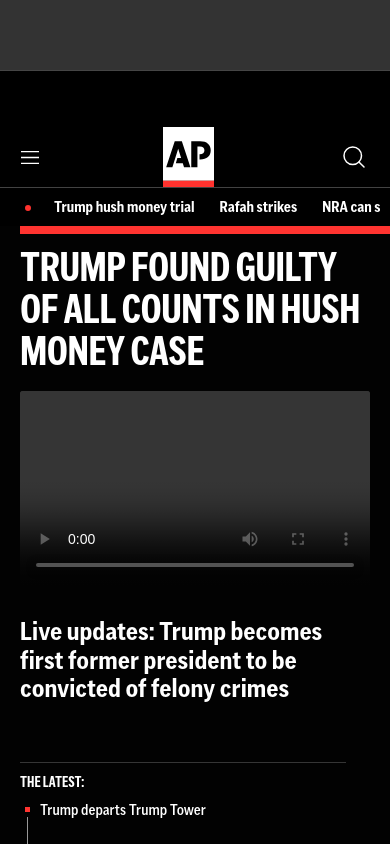 AP
Trump hush money trial Rafah strikes NRA can s
TRUMP FOUND GUILTY
OF ALL COUNTS IN HUSH
MONEY CASE
0:00
Live updates: Trump becomes
first former president to be
convicted of felony crimes
THE LATEST:
Trump departs Trump Tower